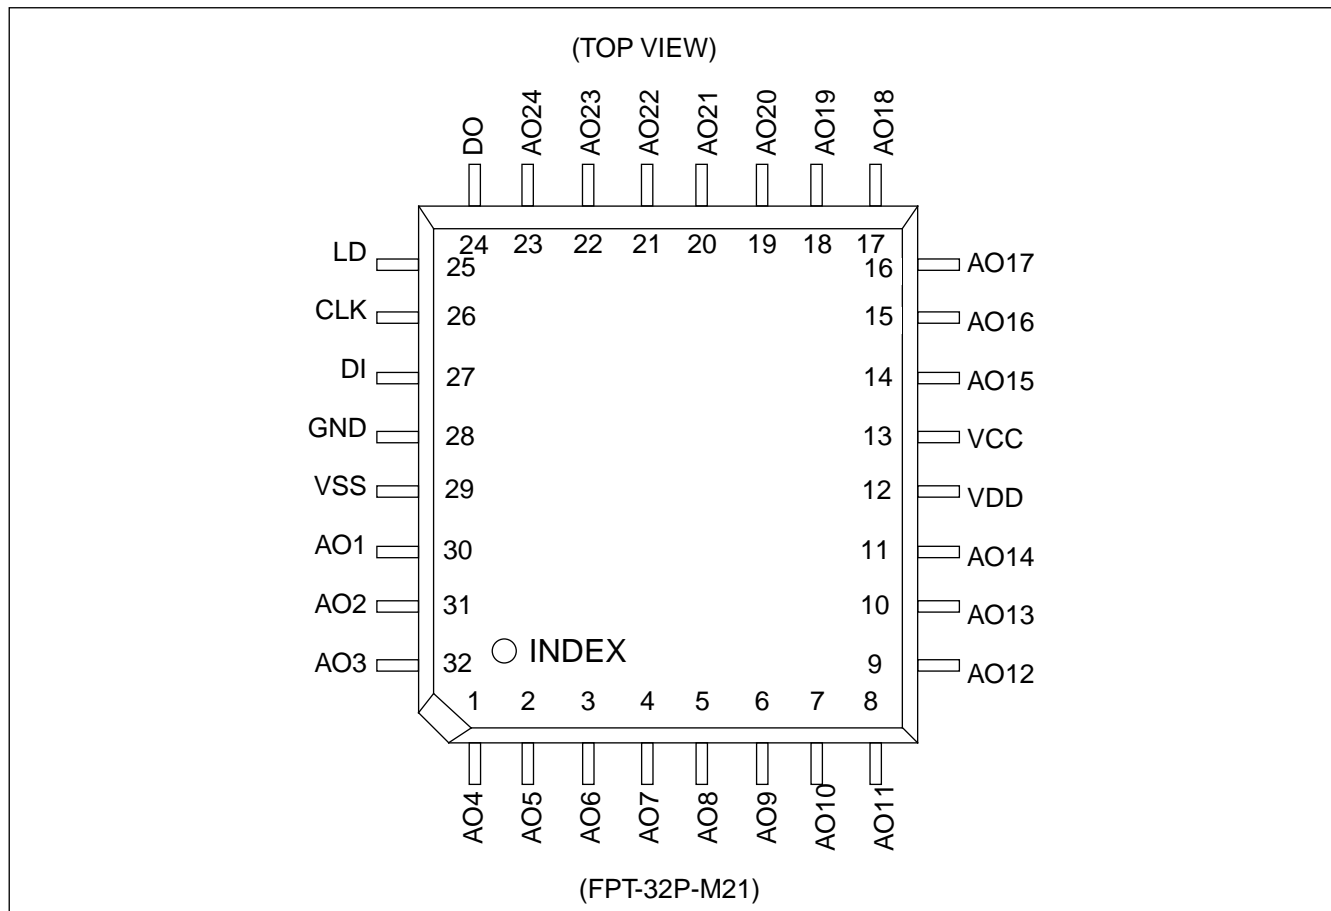 (TOP VIEW)
DO AO24 AO23 AO22 AO21 AO20 AO19 AO18
24 23 22 21 20 19 18 17
LD 25 16 AO17
CLK 26 15 AO16
DI 27 14 AO15
GND 28 13 VCC
VSS 29 12 VDD
AO1 30 11 AO14
AO2 31 10 AO13
AO3 32 INDEX 9 AO12
1 2 3 4 5 6 7 8
AO4 AO5 AO6 AO7 AO8 AO9 AO10 AO11
(FPT-32P-M21)